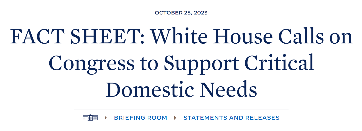 OCTOBER 25, 2023
FACT SHEET: White House Calls on
Congress to Support Critical
Domestic Needs
BRIEFING ROOM
STATEMENTS AND RELEASES